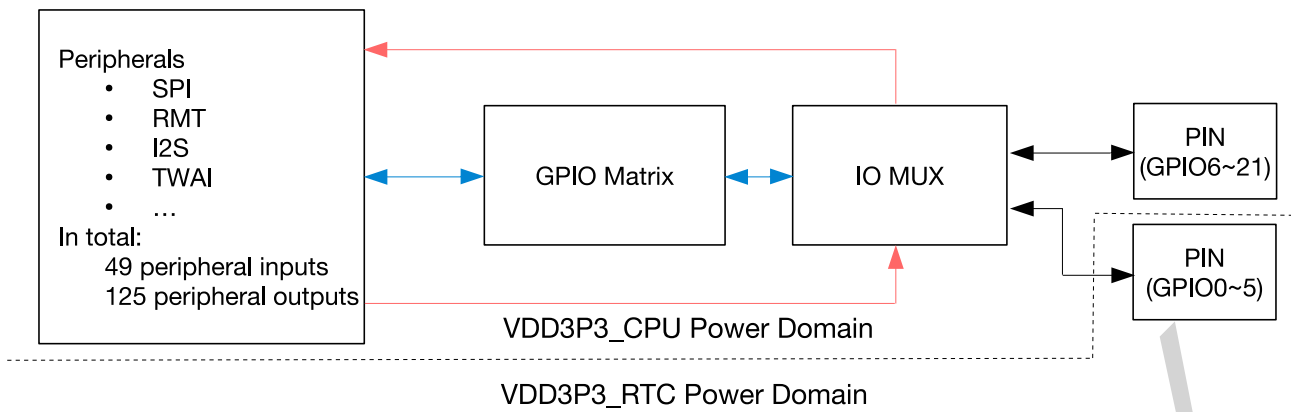 Peripherals
• SPI
• RMT
• I2S
• TWAI
• …
In total:
49 peripheral inputs
125 peripheral outputs
GPIO Matrix
IO MUX
PIN
(GPIO6~21)
PIN
(GPIO0~5)
VDD3P3_CPU Power Domain
VDD3P3_RTC Power Domain